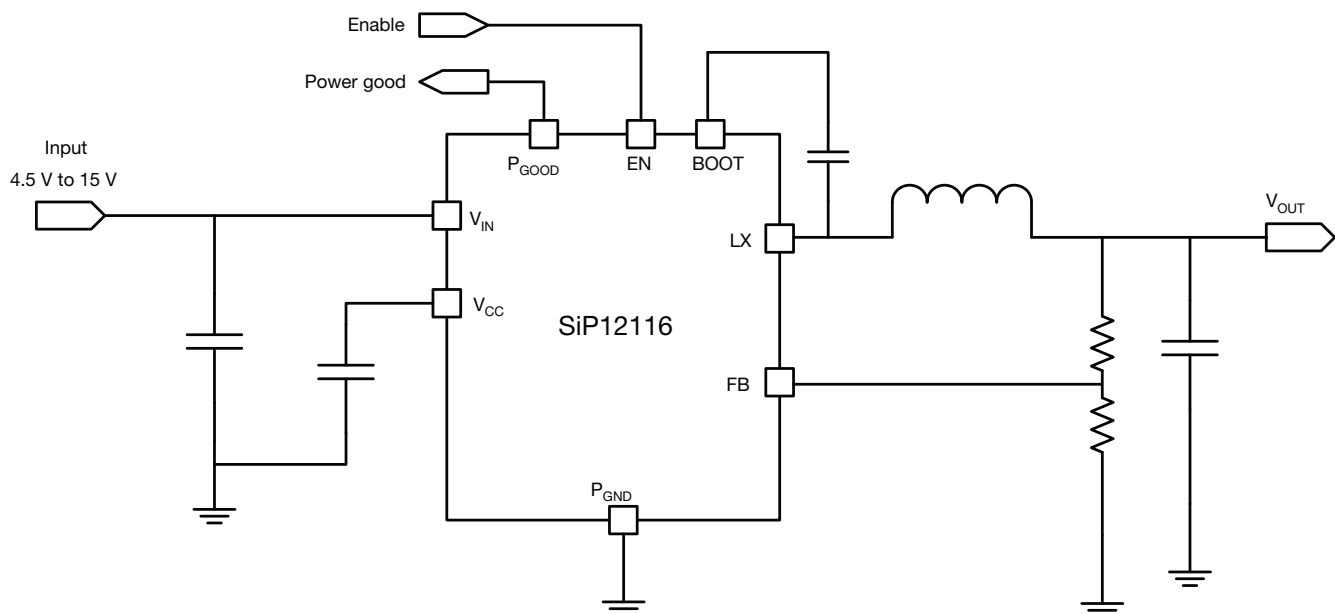 Enable
Power good
Input
4.5 V to 15 V
PGOOD
EN
BOOT
VIN
LX
VOUT
VCC
SiP12116
FB
PGND